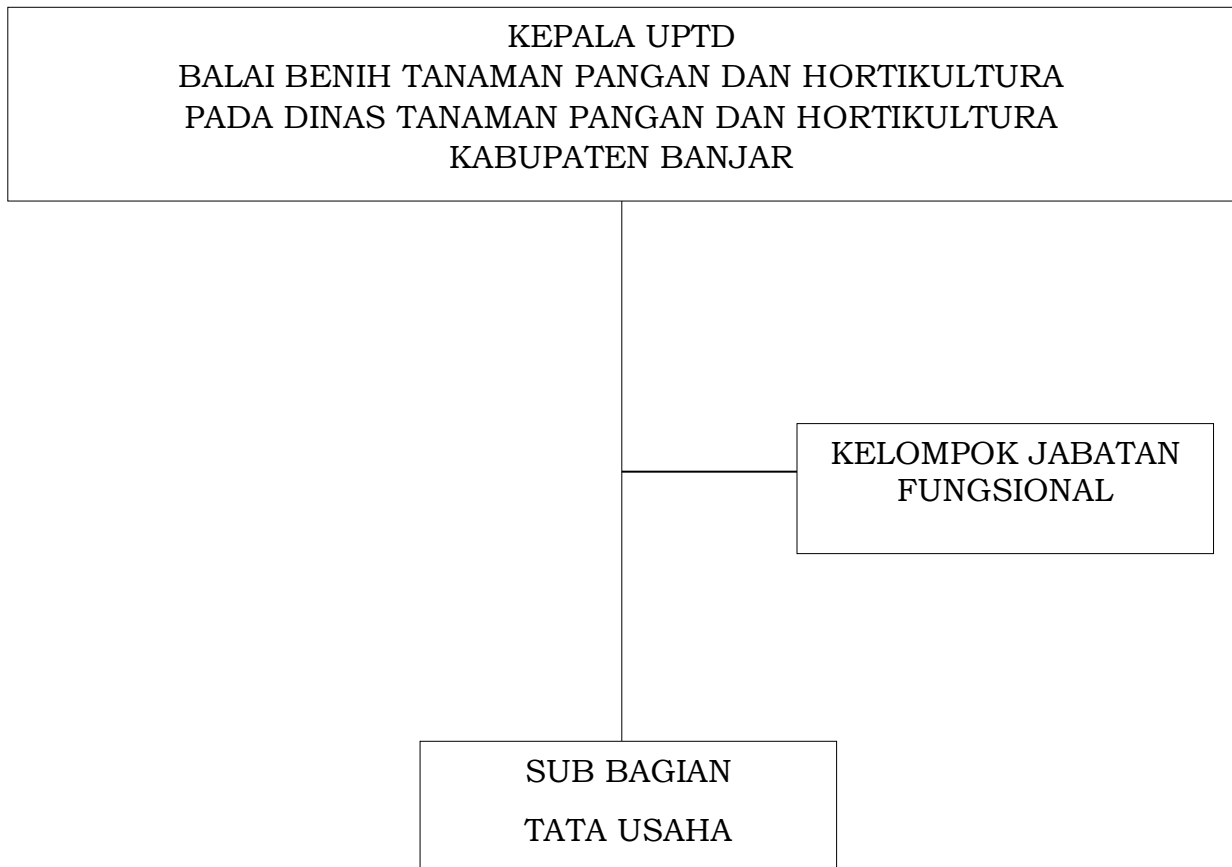 KEPALA UPTD
BALAI BENIH TANAMAN PANGAN DAN HORTIKULTURA
PADA DINAS TANAMAN PANGAN DAN HORTIKULTURA
KABUPATEN BANJAR
KELOMPOK JABATAN
FUNGSIONAL
SUB BAGIAN
TATA USAHA